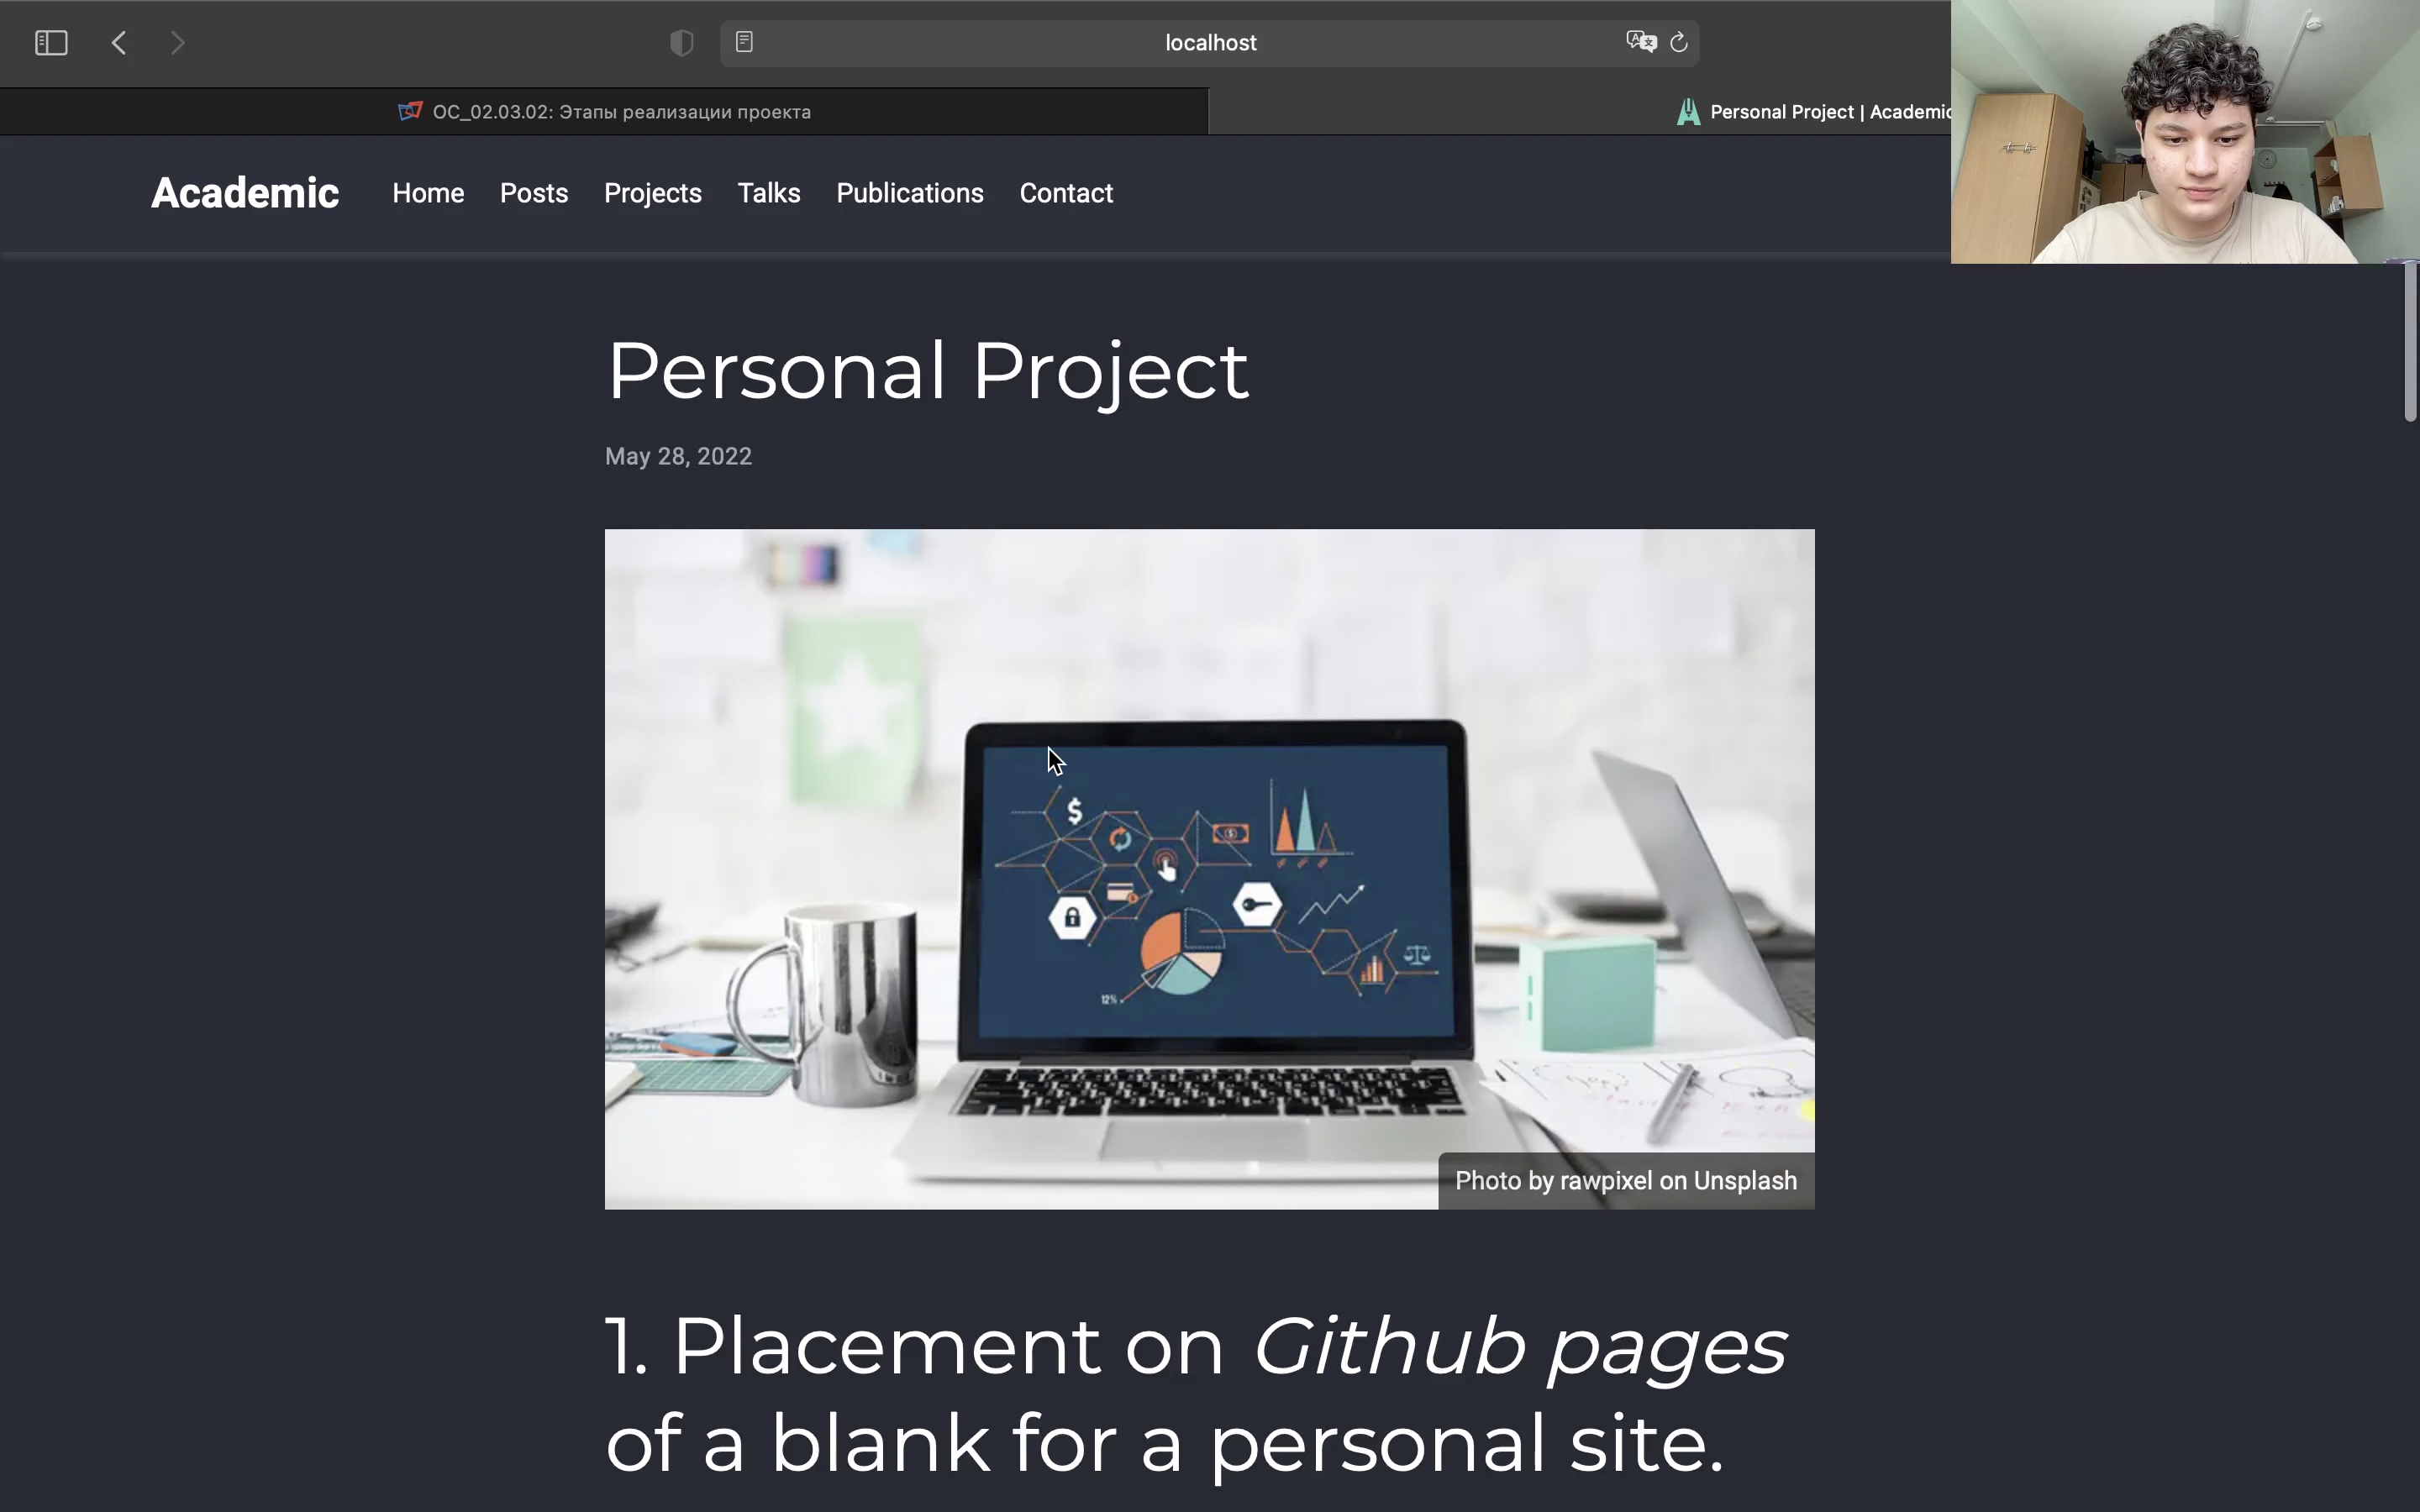 localhost
ОС_02.03.02: Этапы реализации проекта
Personal Project | Academic
Academic Home Posts Projects Talks Publications Contact
Personal Project
May 28, 2022
$
12%
Photo by rawpixel on Unsplash
1. Placement on Github pages
of a blank for a personal site.